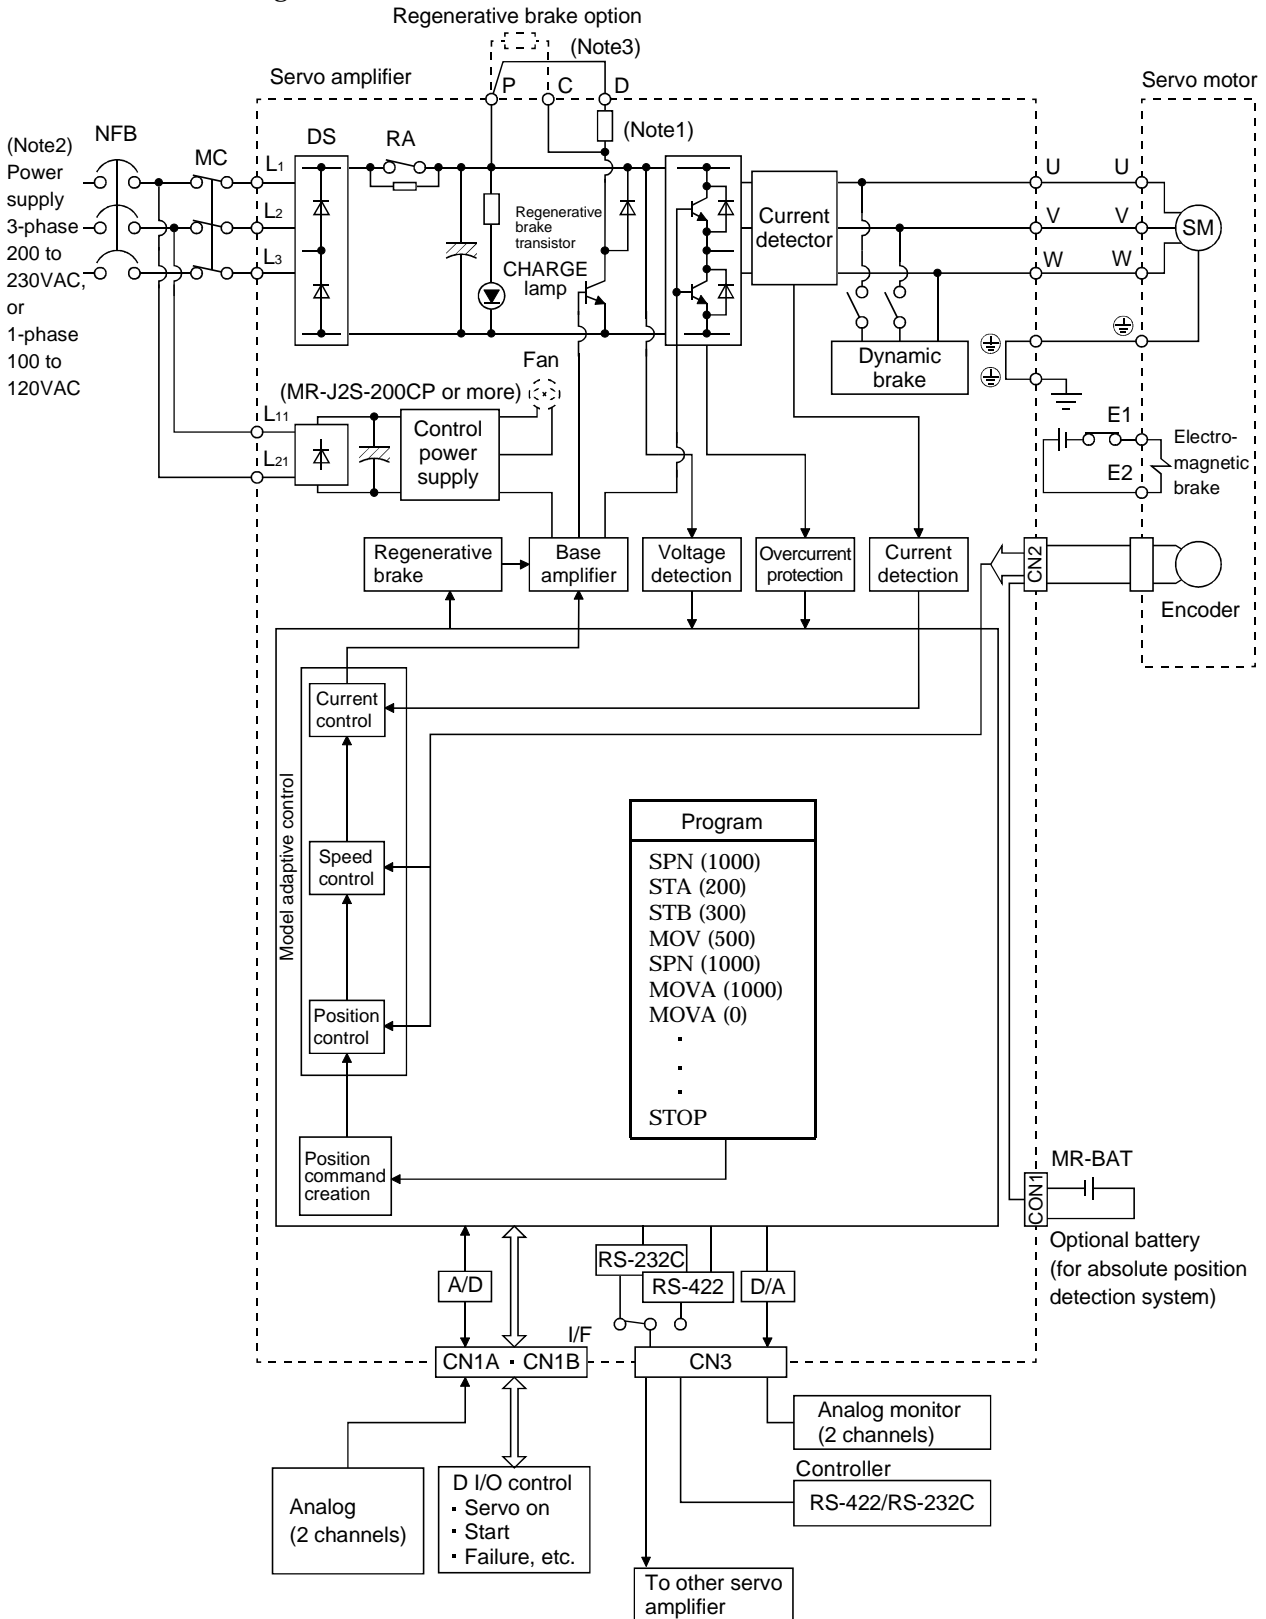 Regenerative brake option
(Note3)
Servo amplifier
P
C
D
Servo motor
(Note2)
Power
supply
3-phase
200 to
230VAC,
or
1-phase
100 to
120VAC
NFB
MC
DS
RA
(Note1)
L1
L2
L3
Regenerative
brake
transistor
CHARGE
lamp
Current
detector
U
V
W
U
V
W
SM
Dynamic
brake
Fan
(MR-J2S-200CP or more)
L11
L21
Control
power
supply
E1
E2
Electro-
magnetic
brake
Regenerative
brake
Base
amplifier
Voltage
detection
Overcurrent
protection
Current
detection
CN2
Encoder
Model adaptive control
Current
control
Speed
control
Position
control
Position
command
creation
Program
SPN (1000)
STA (200)
STB (300)
MOV (500)
SPN (1000)
MOVA (1000)
MOVA (0)
.
.
.
STOP
MR-BAT
CON1
Optional battery
(for absolute position
detection system)
A/D
RS-232C
RS-422
D/A
I/F
CN1A · CN1B
CN3
Analog monitor
(2 channels)
Controller
RS-422/RS-232C
Analog
(2 channels)
D I/O control
· Servo on
· Start
· Failure, etc.
To other servo
amplifier